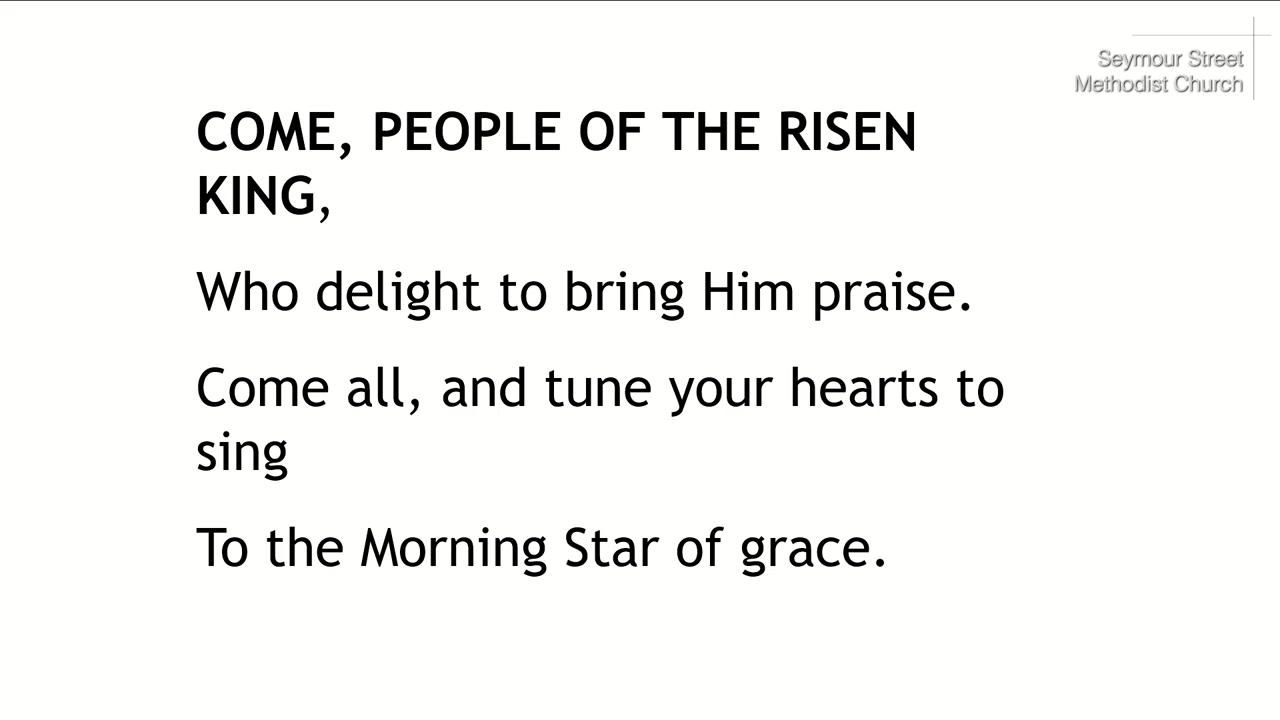 Seymour Street
Methodist Church
COME, PEOPLE OF THE RISEN
KING,
Who delight to bring Him praise.
Come all, and tune your hearts to
sing
To the Morning Star of grace.